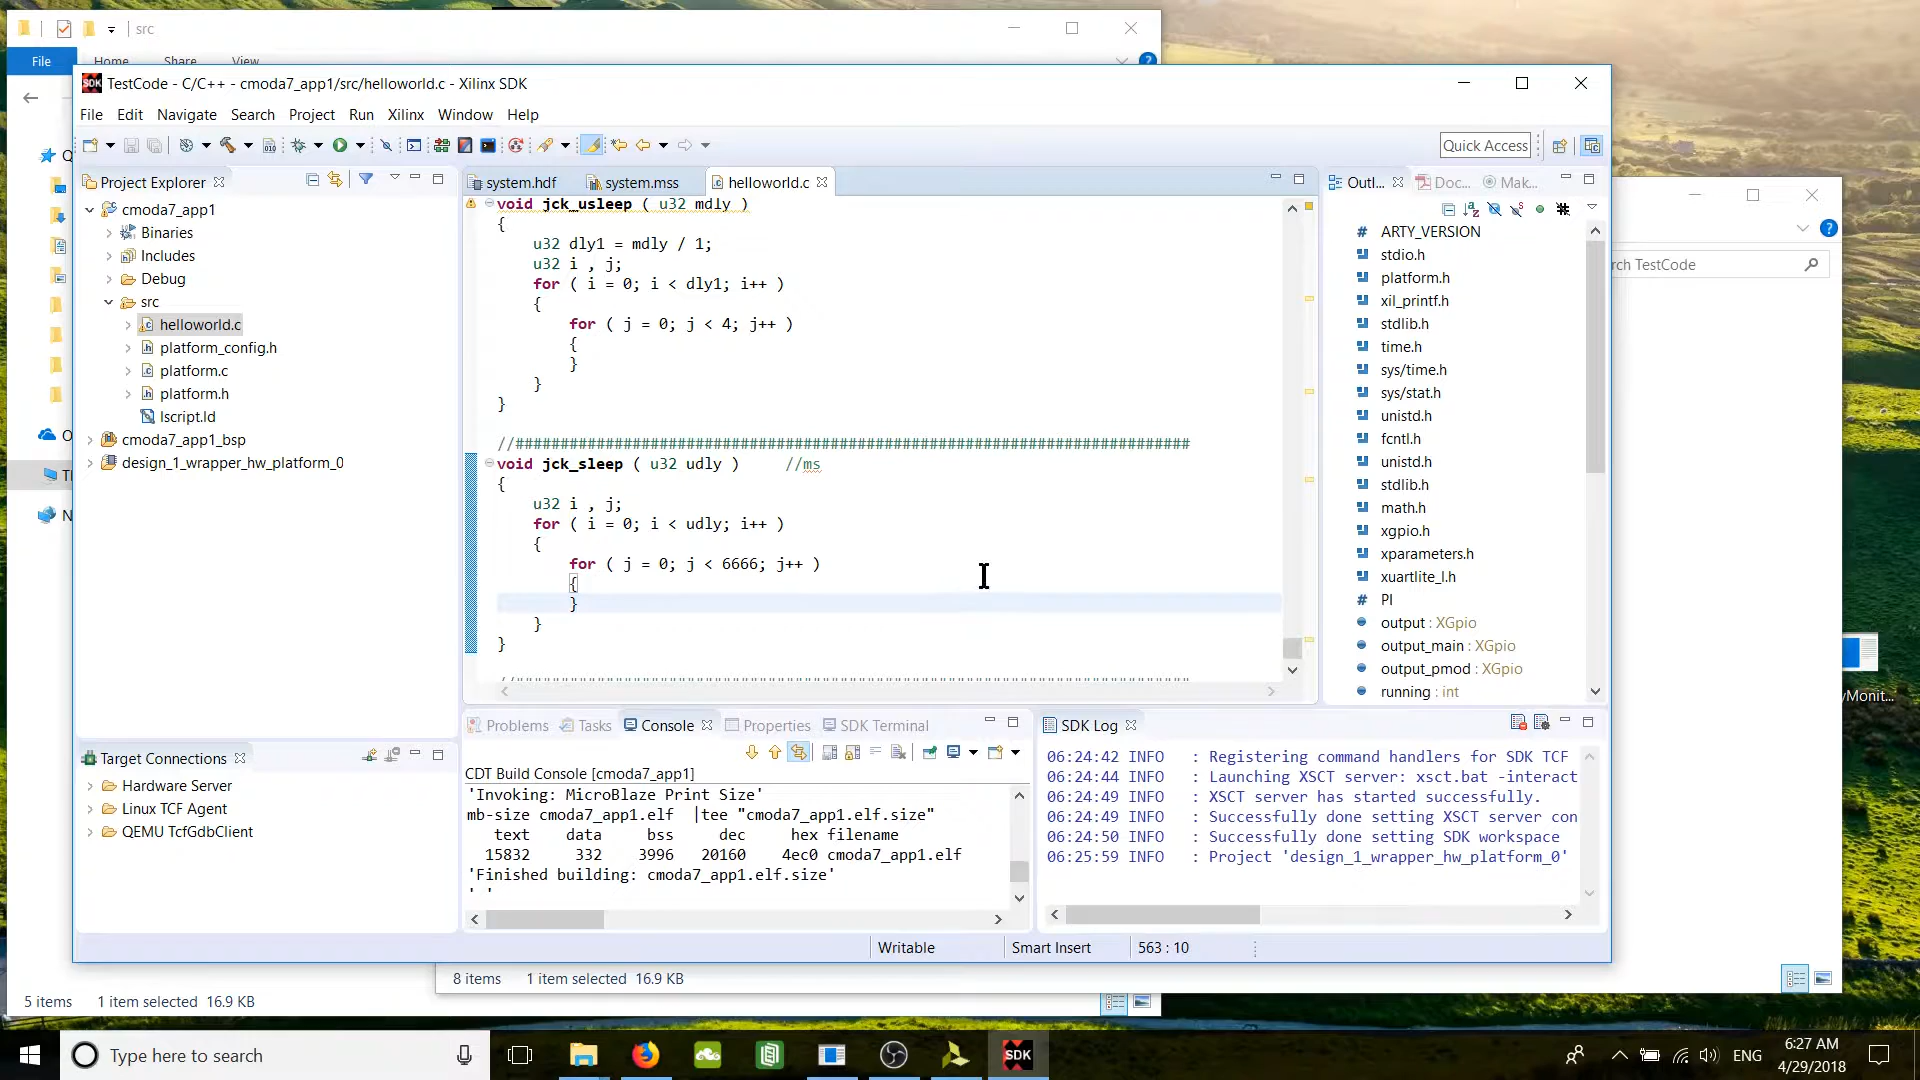 src
File
Home
Share
View
TestCode - C/C++ - cmoda7_app1/src/helloworld.c - Xilinx SDK
File Edit Navigate Search Project Run Xilinx Window Help
Quick Access
Project Explorer
cmoda7_app1
Binaries
Includes
Debug
src
helloworld.c
platform_config.h
platform.c
platform.h
lscript.ld
cmoda7_app1_bsp
design_1_wrapper_hw_platform_0
system.hdf
system.mss
helloworld.c
void jck_usleep ( u32 mdly )
{
u32 dly1 = mdly / 1;
u32 i , j;
for ( i = 0; i < dly1; i++ )
{
for ( j = 0; j < 4; j++ )
{
}
}
}
//###########################################################################
void jck_sleep ( u32 udly ) //ms
{
u32 i , j;
for ( i = 0; i < udly; i++ )
{
for ( j = 0; j < 6666; j++ )
{
}
}
}
Outl...
Doc...
Mak...
# ARTY_VERSION
stdio.h
platform.h
xil_printf.h
stdlib.h
time.h
sys/time.h
sys/stat.h
unistd.h
fcntl.h
unistd.h
stdlib.h
math.h
xgpio.h
xparameters.h
xuartlite_l.h
# PI
output : XGpio
output_main : XGpio
output_pmod : XGpio
running : int
rch TestCode
yMonit...
Target Connections
Hardware Server
Linux TCF Agent
QEMU TcfGdbClient
Problems
Tasks
Console
Properties
SDK Terminal
CDT Build Console [cmoda7_app1]
'Invoking: MicroBlaze Print Size'
mb-size cmoda7_app1.elf |tee "cmoda7_app1.elf.size"
text data bss dec hex filename
15832 332 3996 20160 4ec0 cmoda7_app1.elf
'Finished building: cmoda7_app1.elf.size'
' '
SDK Log
06:24:42 INFO : Registering command handlers for SDK TCF
06:24:44 INFO : Launching XSCT server: xsct.bat -interact
06:24:49 INFO : XSCT server has started successfully.
06:24:49 INFO : Successfully done setting XSCT server con
06:24:50 INFO : Successfully done setting SDK workspace
06:25:59 INFO : Project 'design_1_wrapper_hw_platform_0'
Writable
Smart Insert
563 : 10
8 items 1 item selected 16.9 KB
5 items 1 item selected 16.9 KB
Type here to search
SDK
ENG
6:27 AM
4/29/2018